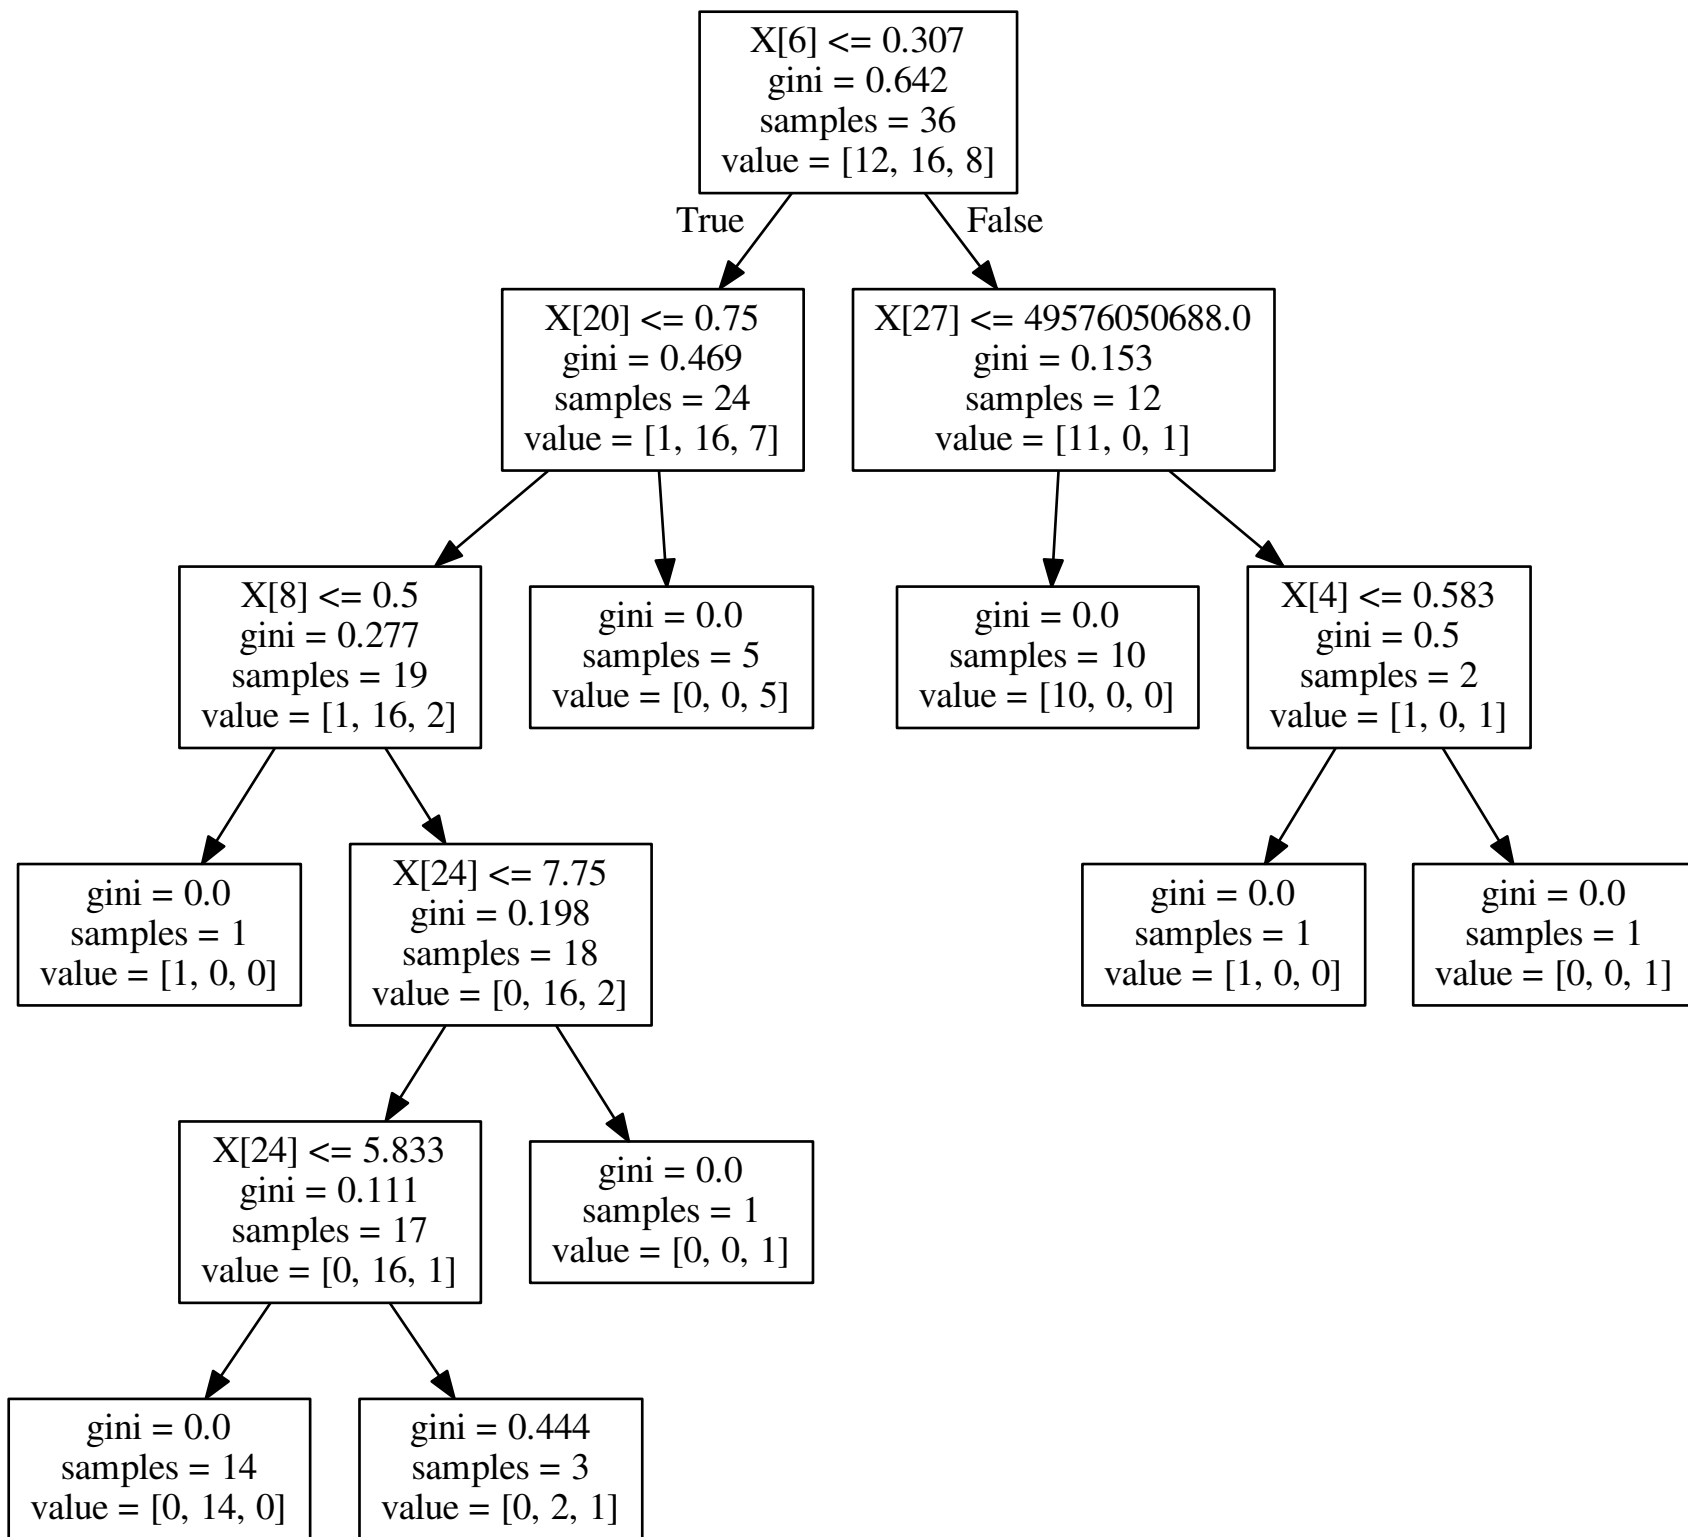 X[6] <= 0.307
gini = 0.642
samples = 36
value = [12, 16, 8]
True
False
X[20] <= 0.75
gini = 0.469
samples = 24
value = [1, 16, 7]
X[27] <= 49576050688.0
gini = 0.153
samples = 12
value = [11, 0, 1]
X[8] <= 0.5
gini = 0.277
samples = 19
value = [1, 16, 2]
gini = 0.0
samples = 5
value = [0, 0, 5]
gini = 0.0
samples = 10
value = [10, 0, 0]
X[4] <= 0.583
gini = 0.5
samples = 2
value = [1, 0, 1]
gini = 0.0
samples = 1
value = [1, 0, 0]
X[24] <= 7.75
gini = 0.198
samples = 18
value = [0, 16, 2]
gini = 0.0
samples = 1
value = [1, 0, 0]
gini = 0.0
samples = 1
value = [0, 0, 1]
X[24] <= 5.833
gini = 0.111
samples = 17
value = [0, 16, 1]
gini = 0.0
samples = 1
value = [0, 0, 1]
gini = 0.0
samples = 14
value = [0, 14, 0]
gini = 0.444
samples = 3
value = [0, 2, 1]